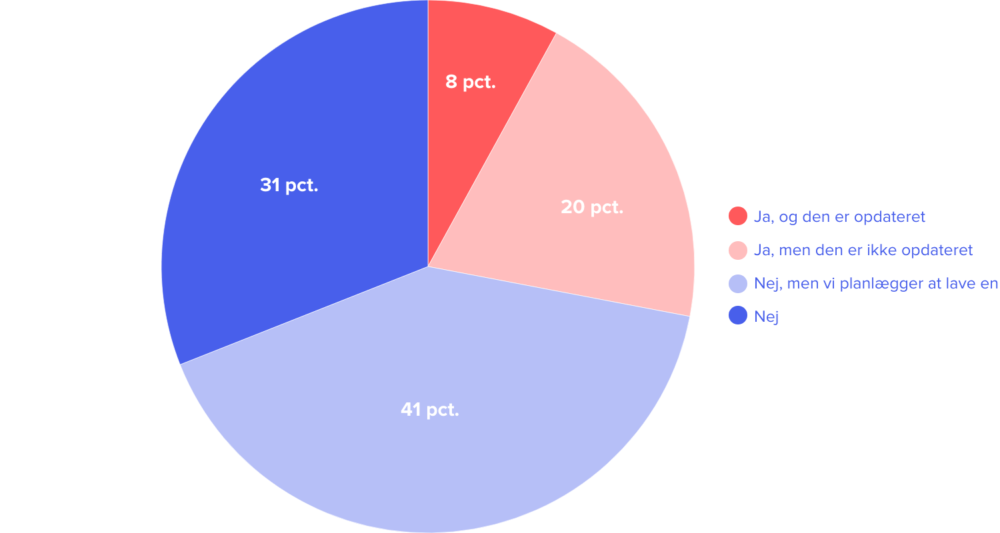 8 pct.
31 pct.
20 pct.
41 pct.
Ja, og den er opdateret
Ja, men den er ikke opdateret
Nej, men vi planlægger at lave en
Nej